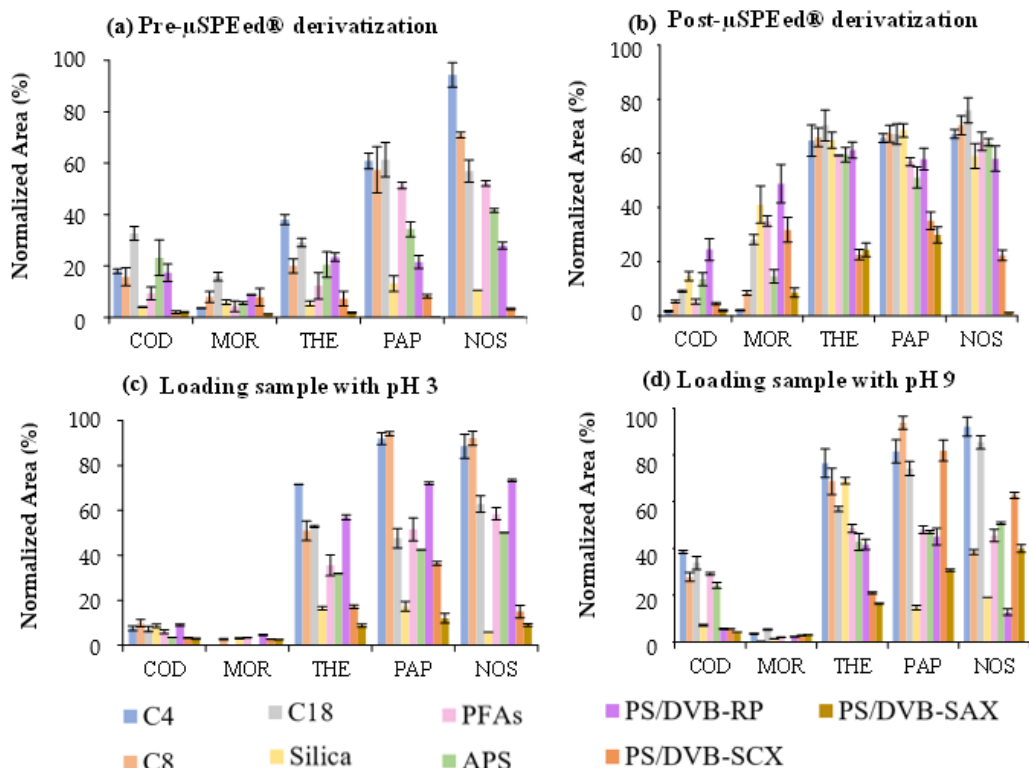 (a) Pre-µSPEed® derivatization
Normalized Area (%)
100
80
60
40
20
0
COD MOR THE PAP NOS
(b) Post-µSPEed® derivatization
Normalized Area (%)
100
80
60
40
20
0
COD MOR THE PAP NOS
(c) Loading sample with pH 3
Normalized Area (%)
100
80
60
40
20
0
COD MOR THE PAP NOS
(d) Loading sample with pH 9
Normalized Area (%)
100
80
60
40
20
0
COD MOR THE PAP NOS
C4 C18 PFAs PS/DVB-RP PS/DVB-SAX
C8 Silica APS PS/DVB-SCX